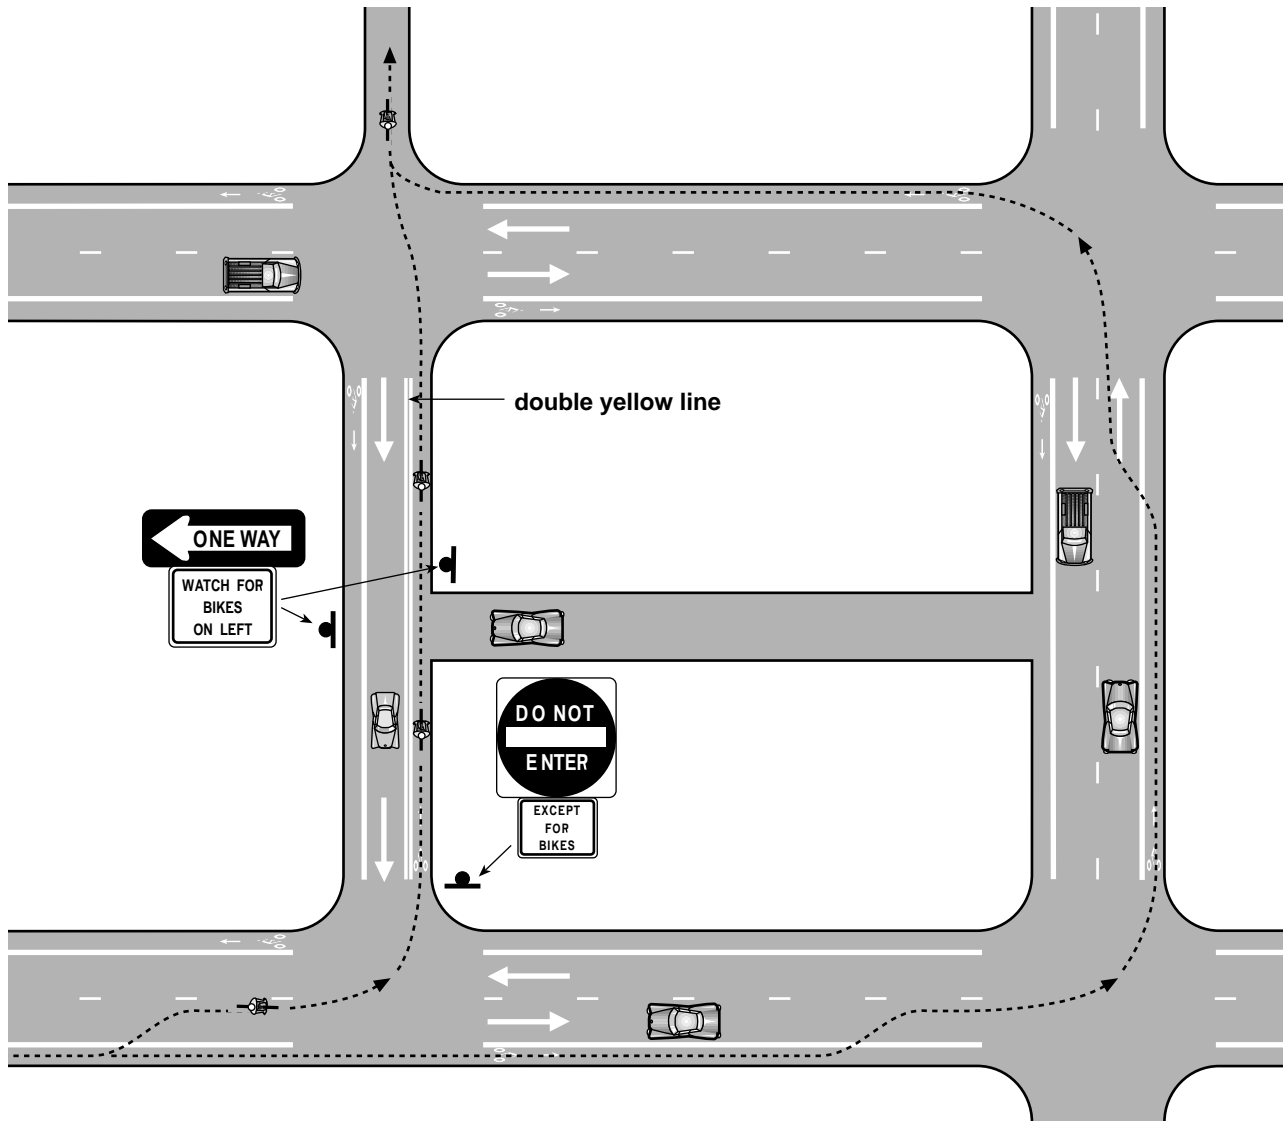 double yellow line
ONE WAY
WATCH FOR
BIKES
ON LEFT
DO NOT
ENTER
EXCEPT
FOR
BIKES